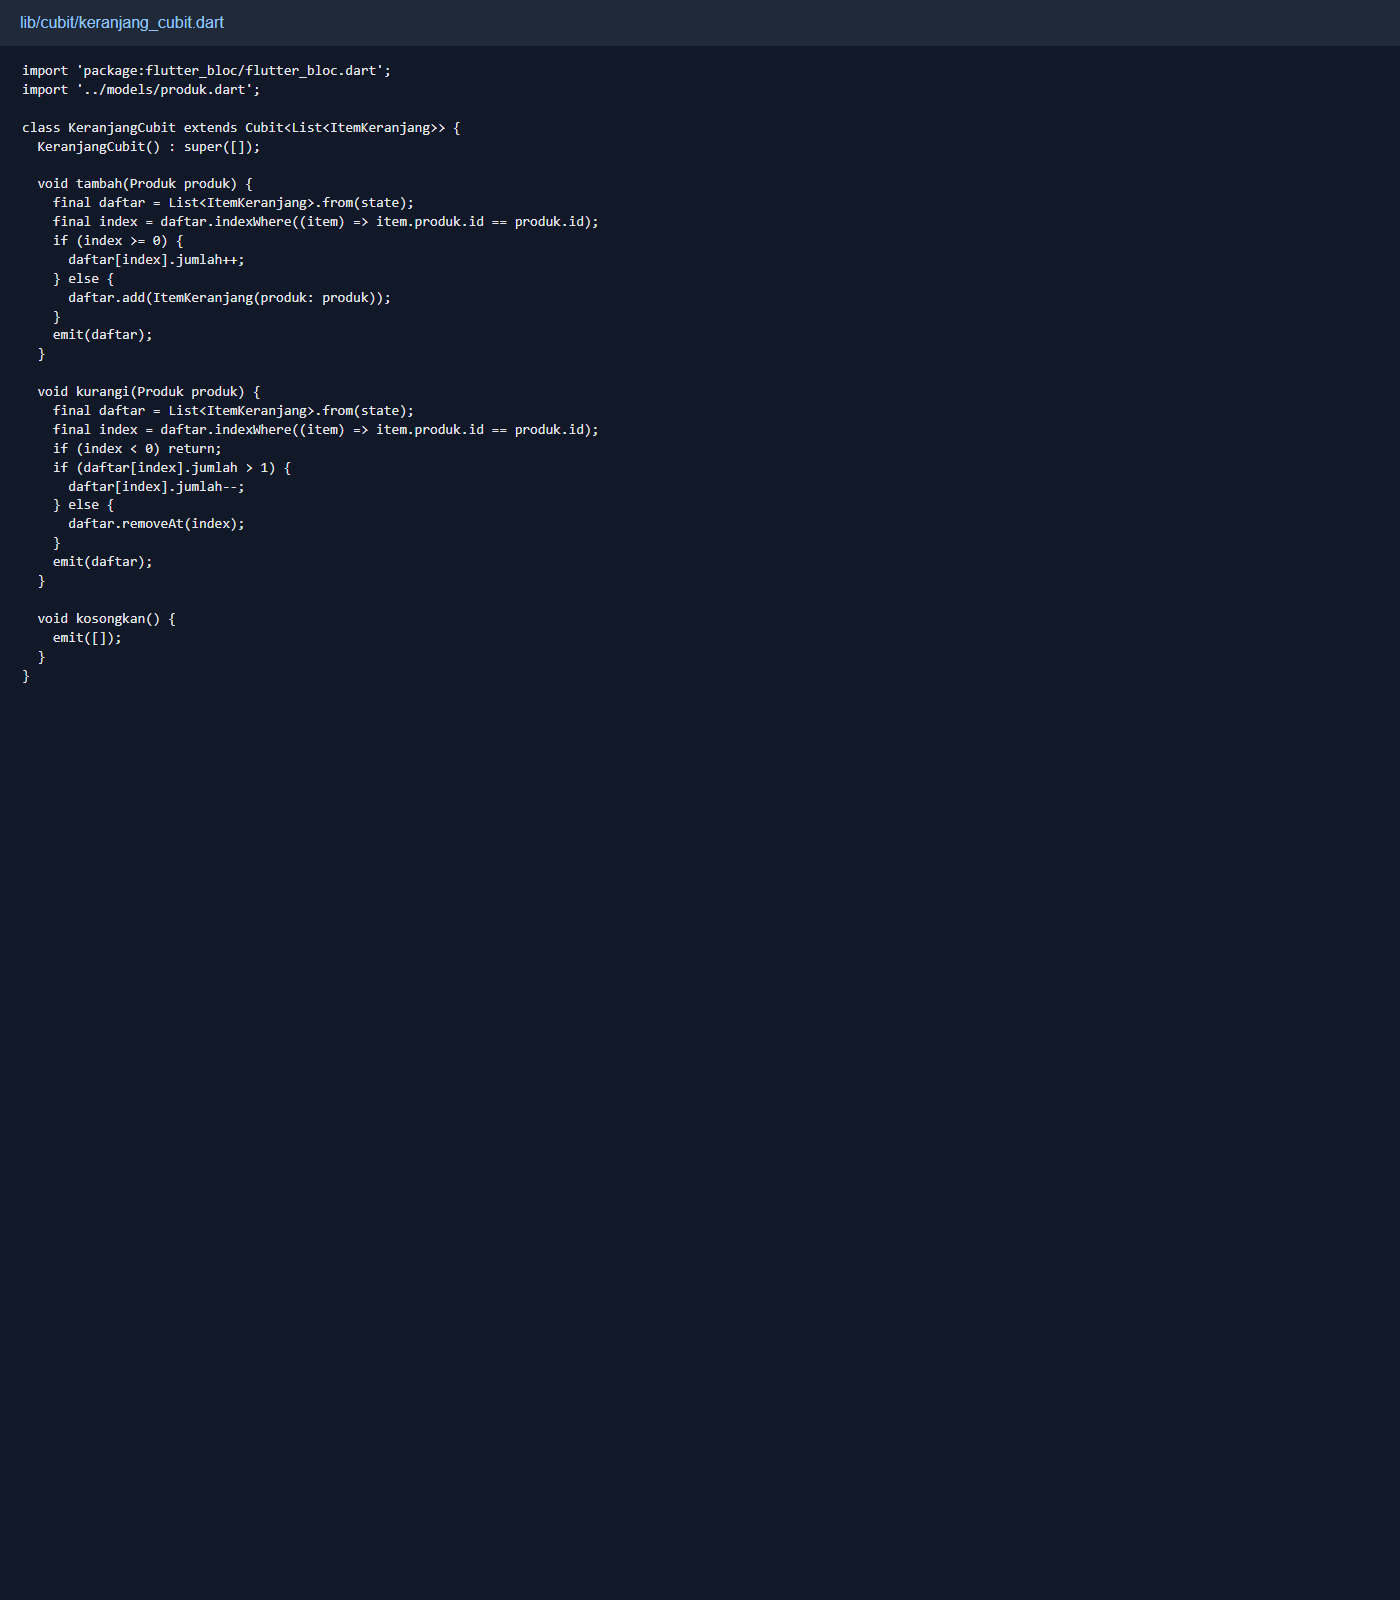 lib/cubit/keranjang_cubit.dart
import 'package:flutter_bloc/flutter_bloc.dart';
import '../models/produk.dart';

class KeranjangCubit extends Cubit<List<ItemKeranjang>> {
  KeranjangCubit() : super([]);

  void tambah(Produk produk) {
    final daftar = List<ItemKeranjang>.from(state);
    final index = daftar.indexWhere((item) => item.produk.id == produk.id);
    if (index >= 0) {
      daftar[index].jumlah++;
    } else {
      daftar.add(ItemKeranjang(produk: produk));
    }
    emit(daftar);
  }

  void kurangi(Produk produk) {
    final daftar = List<ItemKeranjang>.from(state);
    final index = daftar.indexWhere((item) => item.produk.id == produk.id);
    if (index < 0) return;
    if (daftar[index].jumlah > 1) {
      daftar[index].jumlah--;
    } else {
      daftar.removeAt(index);
    }
    emit(daftar);
  }

  void kosongkan() {
    emit([]);
  }
}